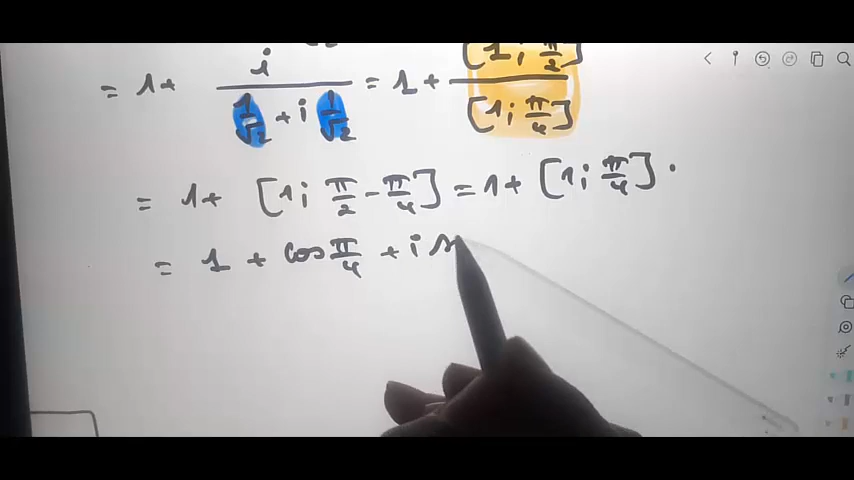 = 1 + i / (1/√2 + i 1/√2) = 1 + [1; π/2] / [1; π/4]
= 1 + [1; π/2 - π/4] = 1 + [1; π/4] .
= 1 + cos π/4 + i s